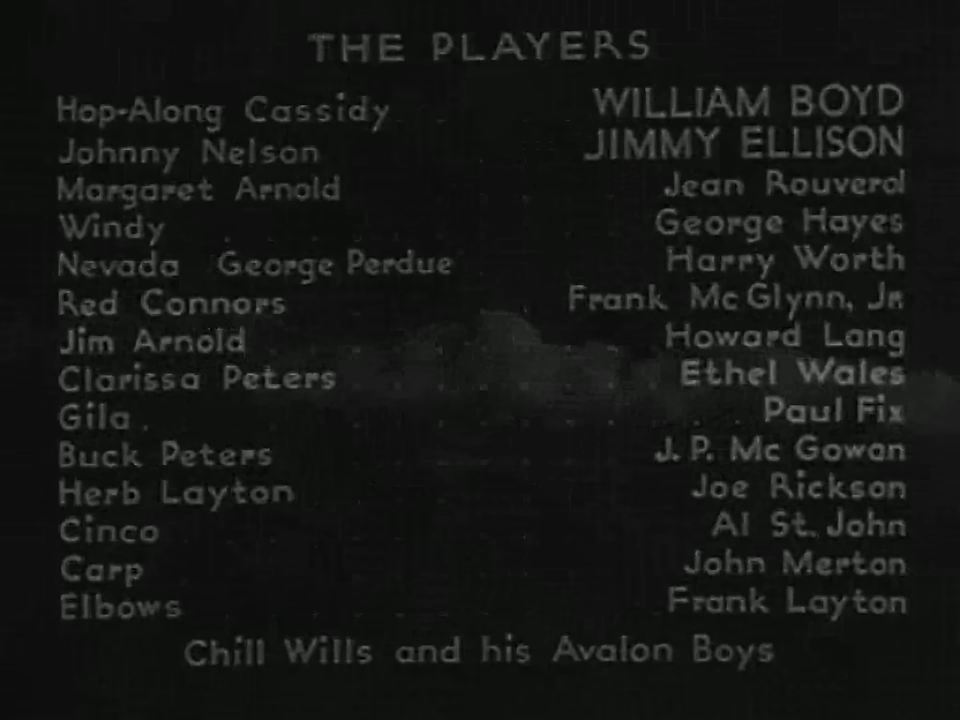 THE PLAYERS
Hop-Along Cassidy WILLIAM BOYD
Johnny Nelson JIMMY ELLISON
Margaret Arnold Jean Rouverol
Windy George Hayes
Nevada George Perdue Harry Worth
Red Connors Frank McGlynn, Jr.
Jim Arnold Howard Lang
Clarissa Peters Ethel Wales
Gila Paul Fix
Buck Peters J. P. Mc Gowan
Herb Layton Joe Rickson
Cinco Al St. John
Carp John Merton
Elbows Frank Layton
Chill Wills and his Avalon Boys